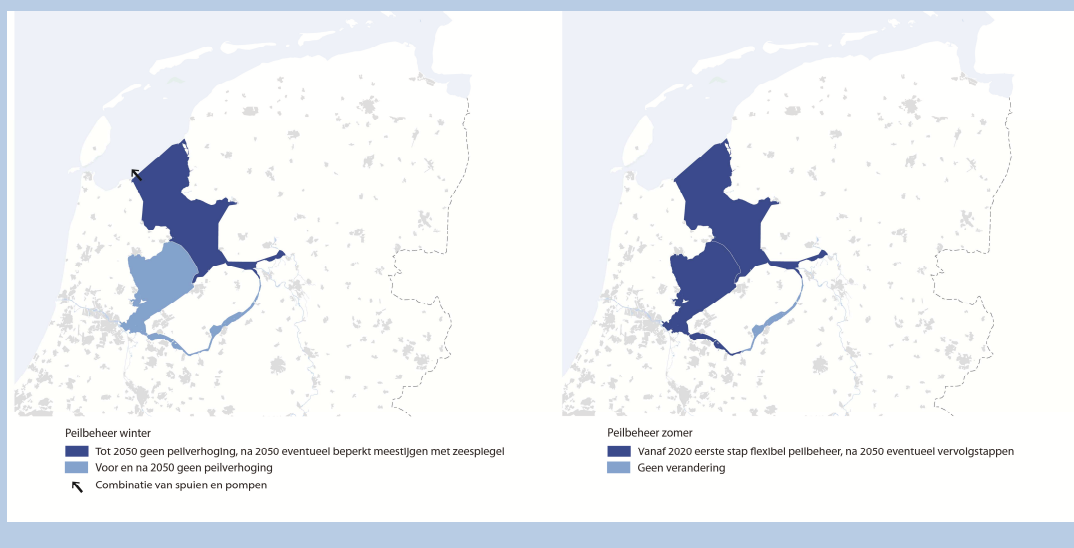 Peilbeheer winter
Tot 2050 geen peilverhoging, na 2050 eventueel beperkt meestijgen met zeespiegel
Voor en na 2050 geen peilverhoging
Combinatie van spuien en pompen
Peilbeheer zomer
Vanaf 2020 eerste stap flexibel peilbeheer, na 2050 eventueel vervolgstappen
Geen verandering